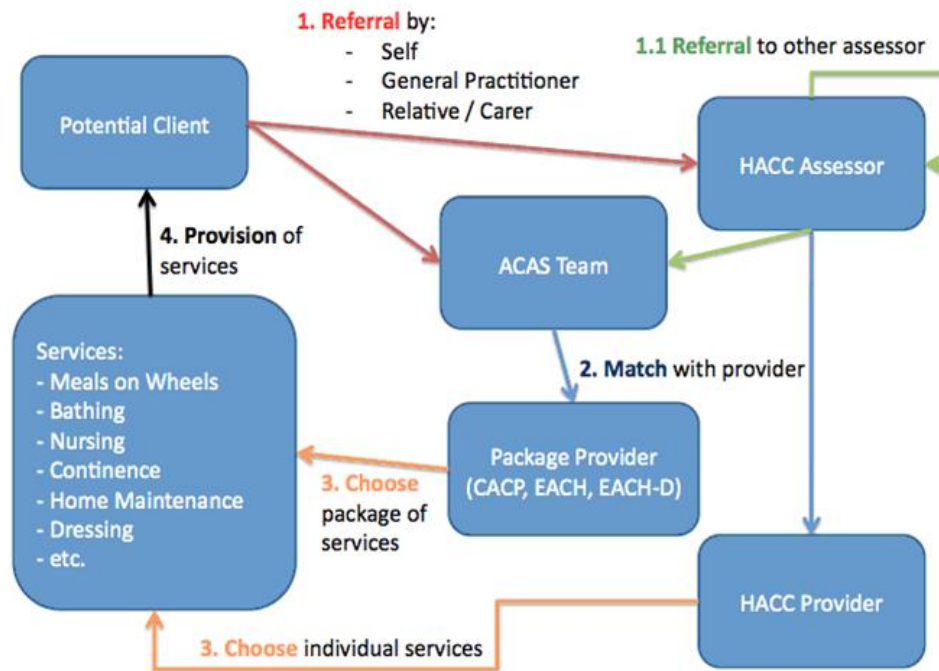 1. Referral by:
- Self
- General Practitioner
- Relative / Carer
1.1 Referral to other assessor
Potential Client
HACC Assessor
4. Provision of
services
ACAS Team
Services:
- Meals on Wheels
- Bathing
- Nursing
- Continence
- Home Maintenance
- Dressing
- etc.
2. Match with provider
Package Provider
(CACP, EACH, EACH-D)
3. Choose
package of
services
HACC Provider
3. Choose individual services